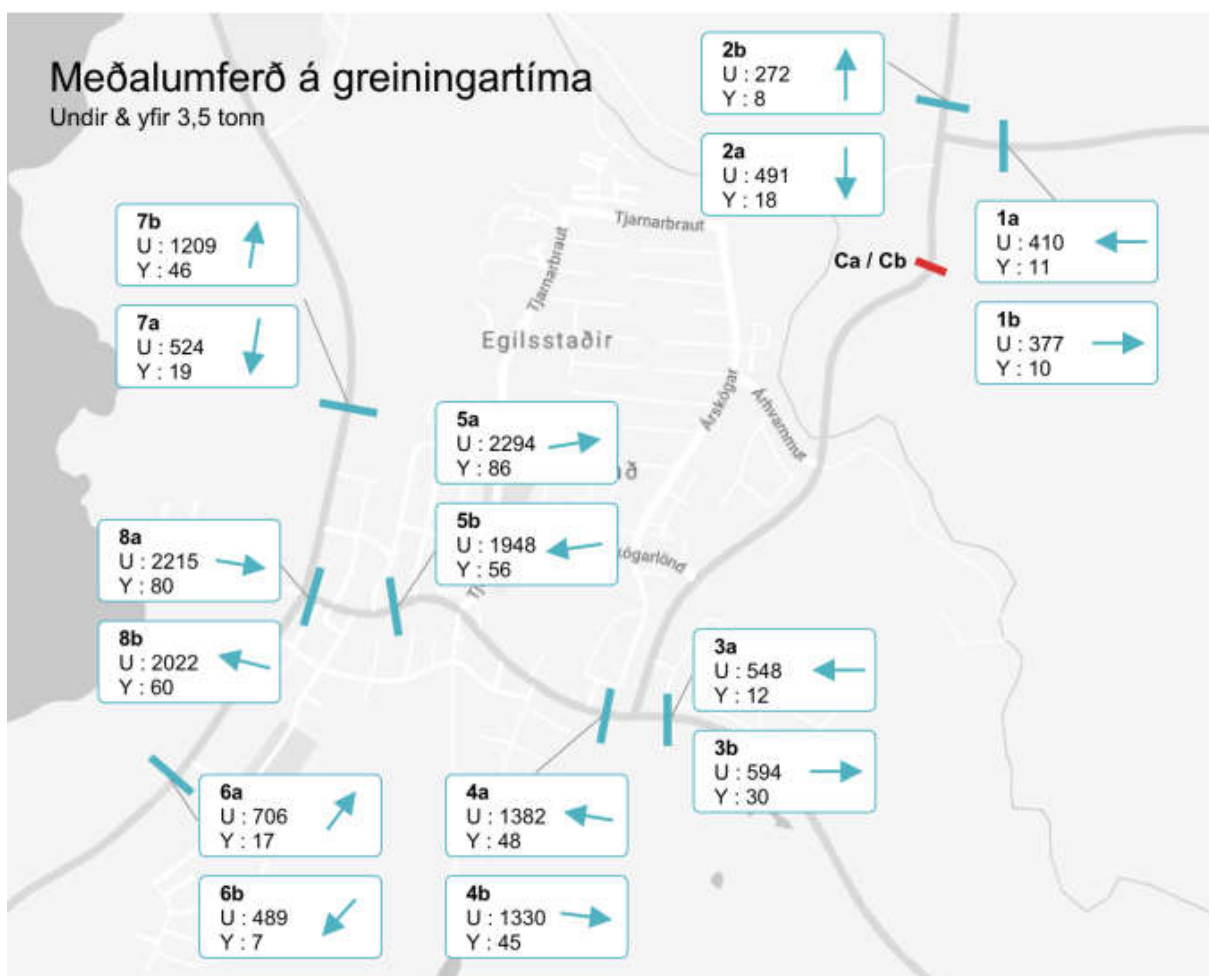 Meðalumferð á greiningartíma
Undir & yfir 3,5 tonn
2b
U : 272
Y : 8
2a
U : 491
Y : 18
1a
U : 410
Y : 11
1b
U : 377
Y : 10
Ca / Cb
7b
U : 1209
Y : 46
7a
U : 524
Y : 19
Tjarnarbraut
Tjarnarbraut
Egilsstaðir
Árskógar
Árhvammur
5a
U : 2294
Y : 86
5b
U : 1948
Y : 56
8a
U : 2215
Y : 80
8b
U : 2022
Y : 60
3a
U : 548
Y : 12
3b
U : 594
Y : 30
6a
U : 706
Y : 17
6b
U : 489
Y : 7
4a
U : 1382
Y : 48
4b
U : 1330
Y : 45